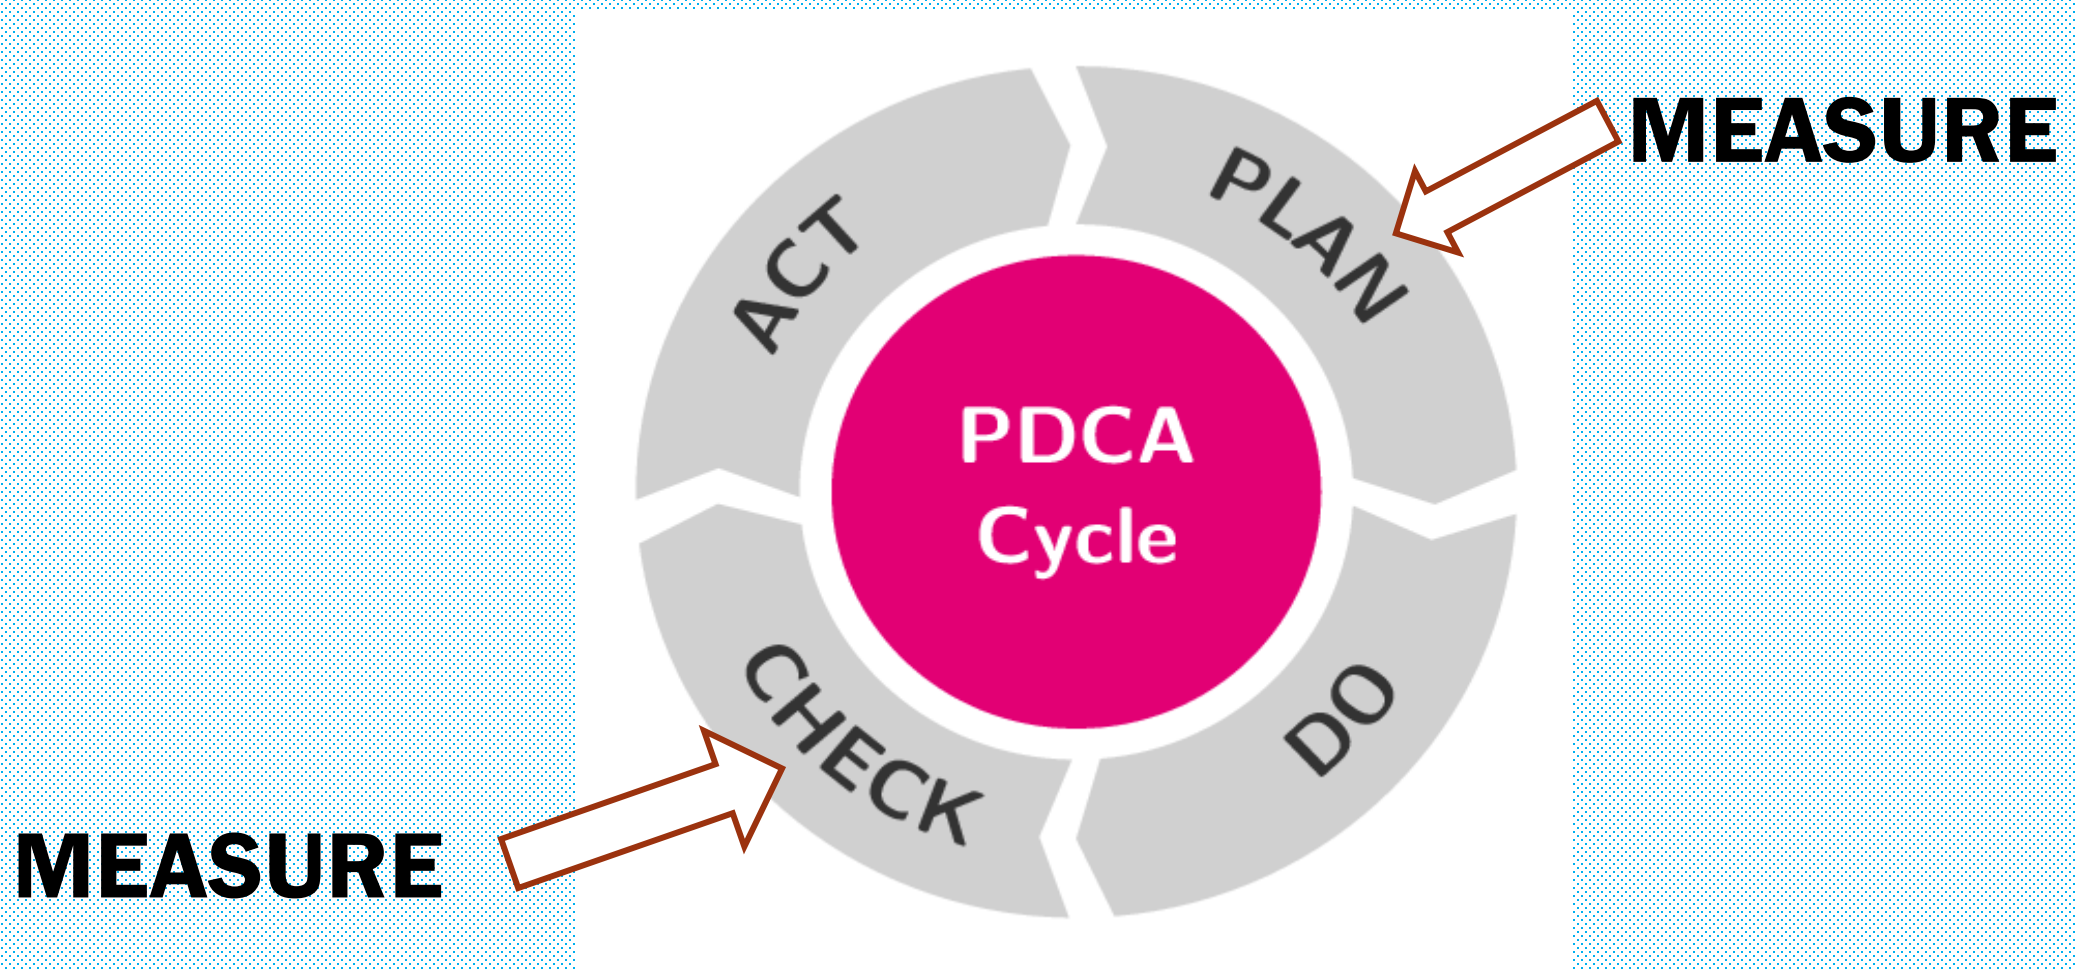 MEASURE
PLAN
ACT
PDCA
Cycle
DO
CHECK
MEASURE